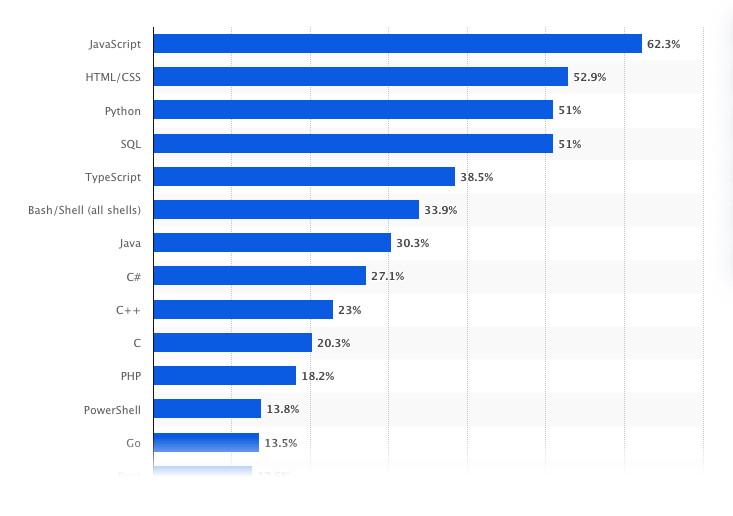 JavaScript 62.3%
HTML/CSS 52.9%
Python 51%
SQL 51%
TypeScript 38.5%
Bash/Shell (all shells) 33.9%
Java 30.3%
C# 27.1%
C++ 23%
C 20.3%
PHP 18.2%
PowerShell 13.8%
Go 13.5%